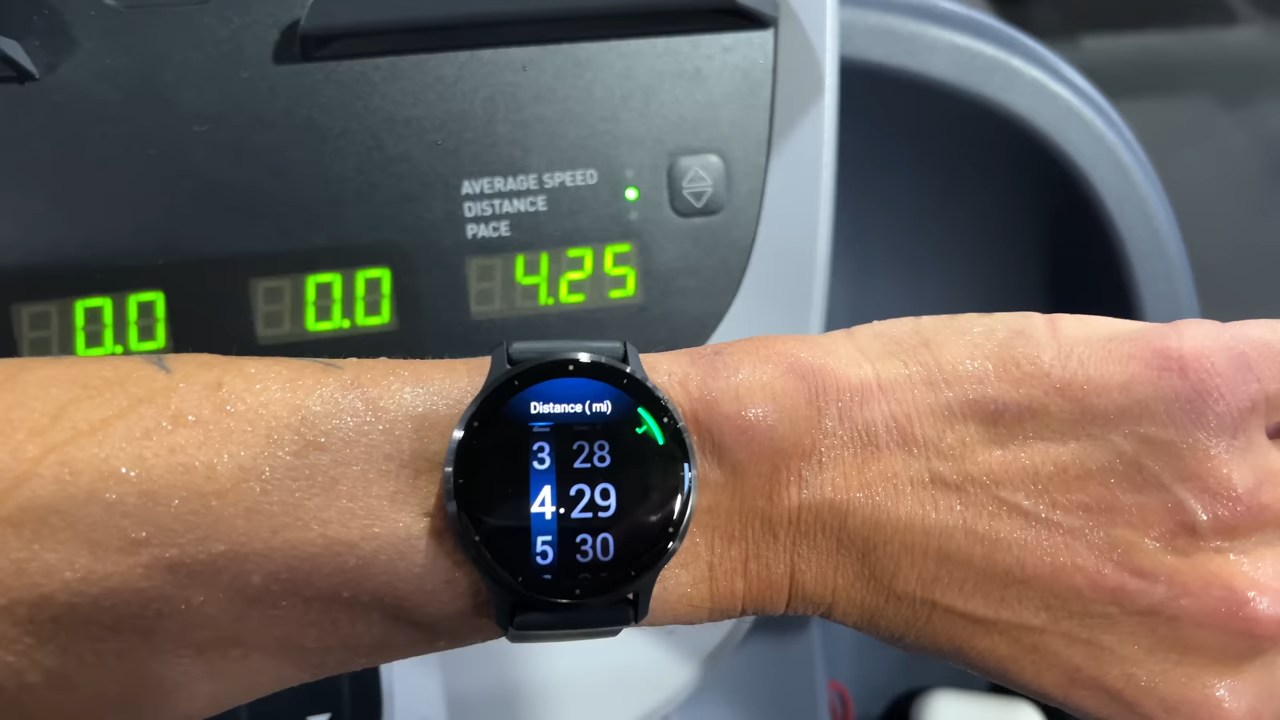 AVERAGE SPEED
DISTANCE
PACE
0.0 0.0 4.25
Distance (mi)
3 28
4.29
5 30